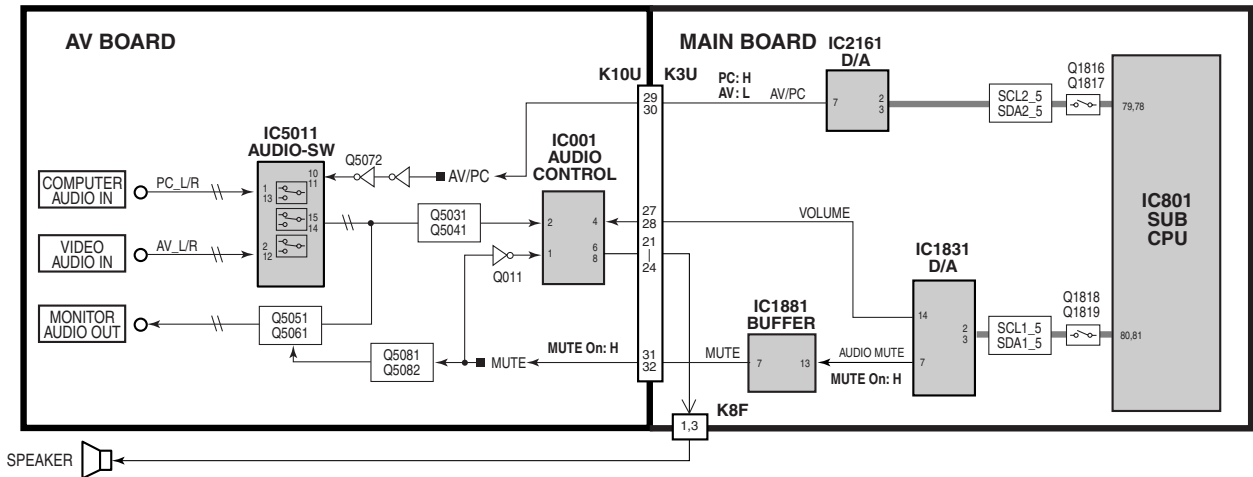 AV BOARD
MAIN BOARD
IC2161
D/A
K10U
K3U
PC: H
AV: L
AV/PC
29
30
7
2
3
SCL2_5
SDA2_5
Q1816
Q1817
79,78
IC5011
AUDIO-SW
Q5072
10
11
AV/PC
IC001
AUDIO
CONTROL
COMPUTER
AUDIO IN
PC_L/R
1
13
15
14
Q5031
Q5041
2
4
27
28
VOLUME
IC801
SUB
CPU
VIDEO
AUDIO IN
AV_L/R
2
12
Q011
1
6
8
21
|
24
IC1831
D/A
MONITOR
AUDIO OUT
Q5051
Q5061
IC1881
BUFFER
14
2
3
SCL1_5
SDA1_5
Q1818
Q1819
80,81
Q5081
Q5082
MUTE
MUTE On: H
31
32
MUTE
7
13
AUDIO MUTE
MUTE On: H
7
K8F
1,3
SPEAKER